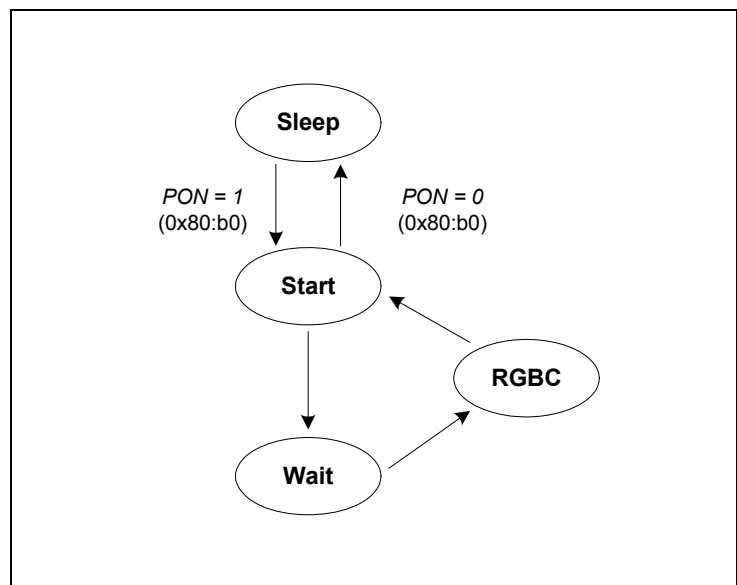 Sleep
PON = 1
(0x80:b0)
PON = 0
(0x80:b0)
Start
RGBC
Wait